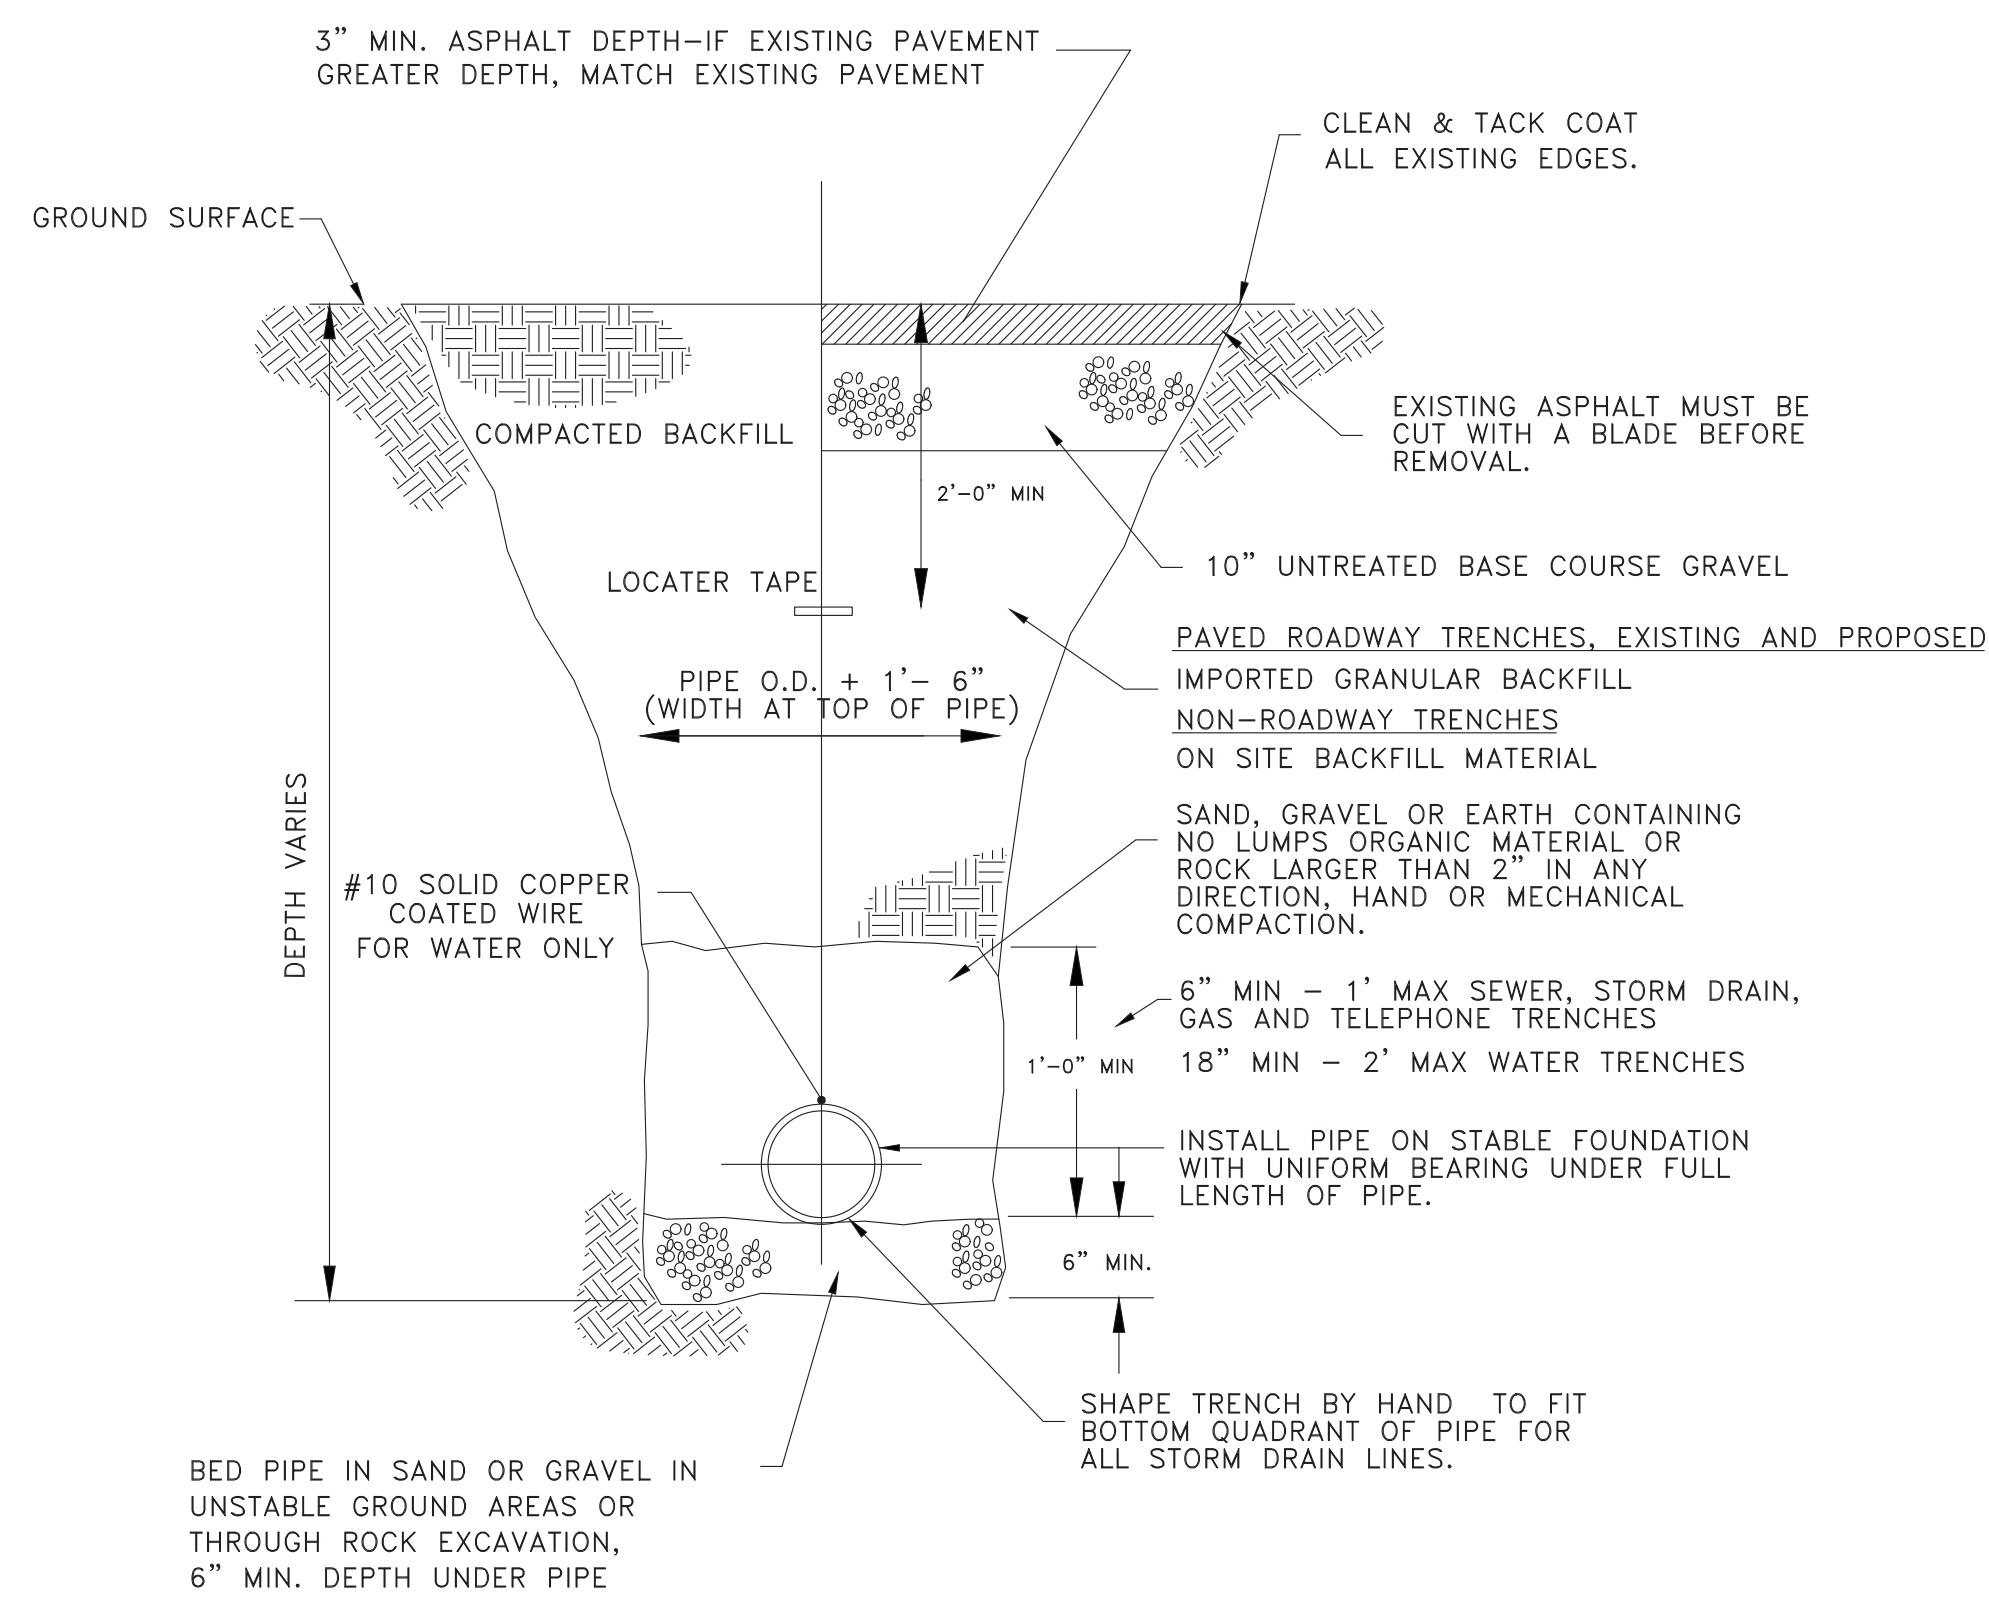 3” MIN. ASPHALT DEPTH–IF EXISTING PAVEMENT
GREATER DEPTH, MATCH EXISTING PAVEMENT
CLEAN & TACK COAT
ALL EXISTING EDGES.
GROUND SURFACE
EXISTING ASPHALT MUST BE
CUT WITH A BLADE BEFORE
REMOVAL.
COMPACTED BACKFILL
2’–0” MIN
10” UNTREATED BASE COURSE GRAVEL
LOCATER TAPE
PAVED ROADWAY TRENCHES, EXISTING AND PROPOSED
IMPORTED GRANULAR BACKFILL
NON–ROADWAY TRENCHES
ON SITE BACKFILL MATERIAL
PIPE O.D. + 1’– 6”
(WIDTH AT TOP OF PIPE)
DEPTH VARIES
SAND, GRAVEL OR EARTH CONTAINING
NO LUMPS ORGANIC MATERIAL OR
ROCK LARGER THAN 2” IN ANY
DIRECTION, HAND OR MECHANICAL
COMPACTION.
#10 SOLID COPPER
COATED WIRE
FOR WATER ONLY
6” MIN – 1’ MAX SEWER, STORM DRAIN,
GAS AND TELEPHONE TRENCHES
18” MIN – 2’ MAX WATER TRENCHES
1’–0” MIN
INSTALL PIPE ON STABLE FOUNDATION
WITH UNIFORM BEARING UNDER FULL
LENGTH OF PIPE.
6” MIN.
SHAPE TRENCH BY HAND TO FIT
BOTTOM QUADRANT OF PIPE FOR
ALL STORM DRAIN LINES.
BED PIPE IN SAND OR GRAVEL IN
UNSTABLE GROUND AREAS OR
THROUGH ROCK EXCAVATION,
6” MIN. DEPTH UNDER PIPE